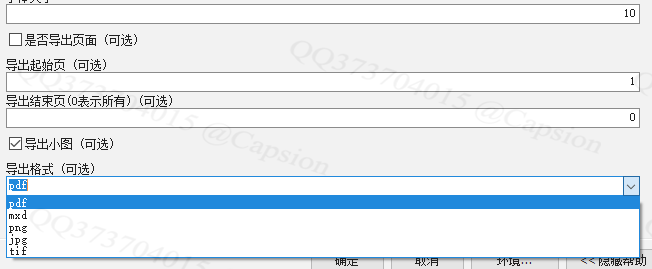 10
是否导出页面（可选）
导出起始页（可选）
1
导出结束页(0表示所有)（可选）
0
导出小图（可选）
导出格式（可选）
pdf
pdf
mxd
png
jpg
tif
确定 取消 环境... << 隐藏帮助
QQ373704015 @Capsion
QQ373704015 @Capsion
QQ373704015